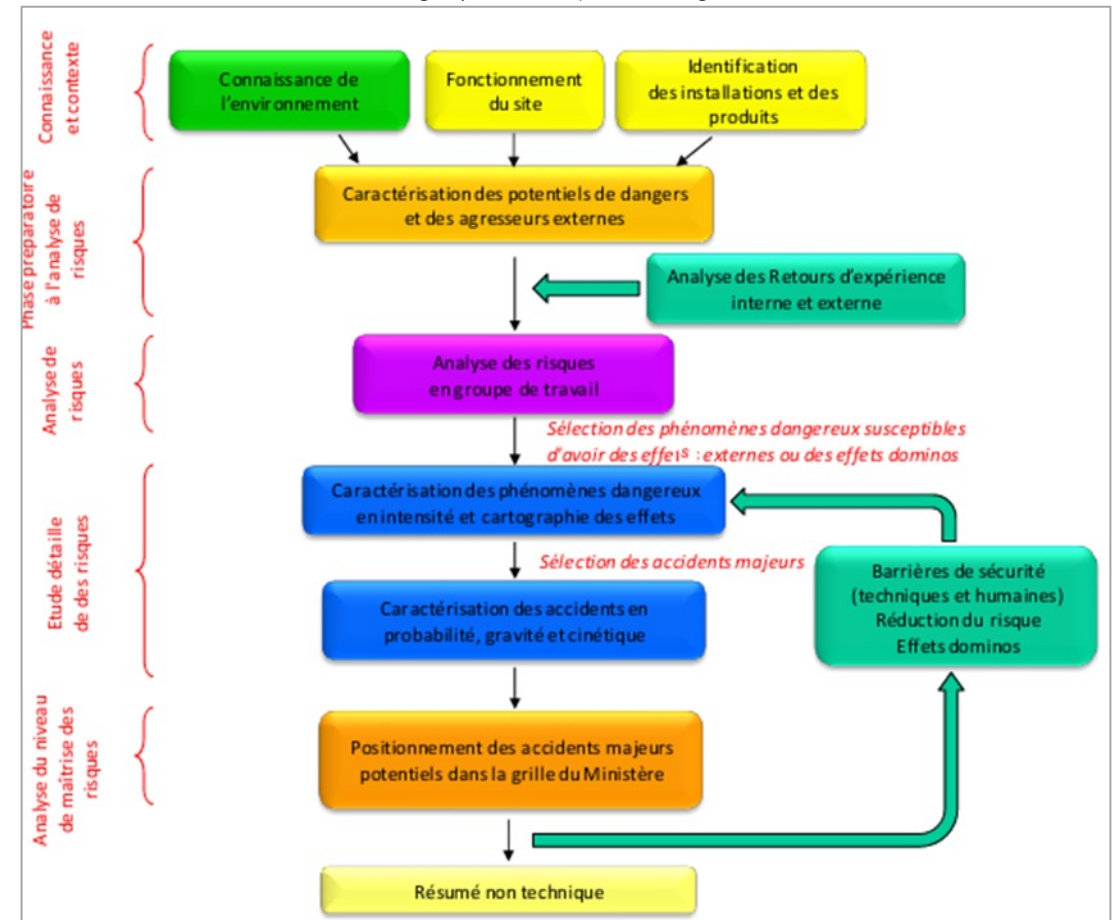 Connaissance
et contexte
Connaissance de
l'environnement
Fonctionnement
du site
Identification
des installations et des
produits
Phase préparatoire
à l'analyse de
risques
Caractérisation des potentiels de dangers
et des agresseurs externes
Analyse des Retours d'expérience
interne et externe
Analyse de
risques
Analyse des risques
en groupe de travail
Sélection des phénomènes dangereux susceptibles
d'avoir des effets : externes ou des effets dominos
Etude détaille
de des risques
Caractérisation des phénomènes dangereux
en intensité et cartographie des effets
Sélection des accidents majeurs
Barrières de sécurité
(techniques et humaines)
Réduction du risque
Effets dominos
Caractérisation des accidents en
probabilité, gravité et cinétique
Analyse du niveau
de maîtrise des
risques
Positionnement des accidents majeurs
potentiels dans la grille du Ministère
Résumé non technique